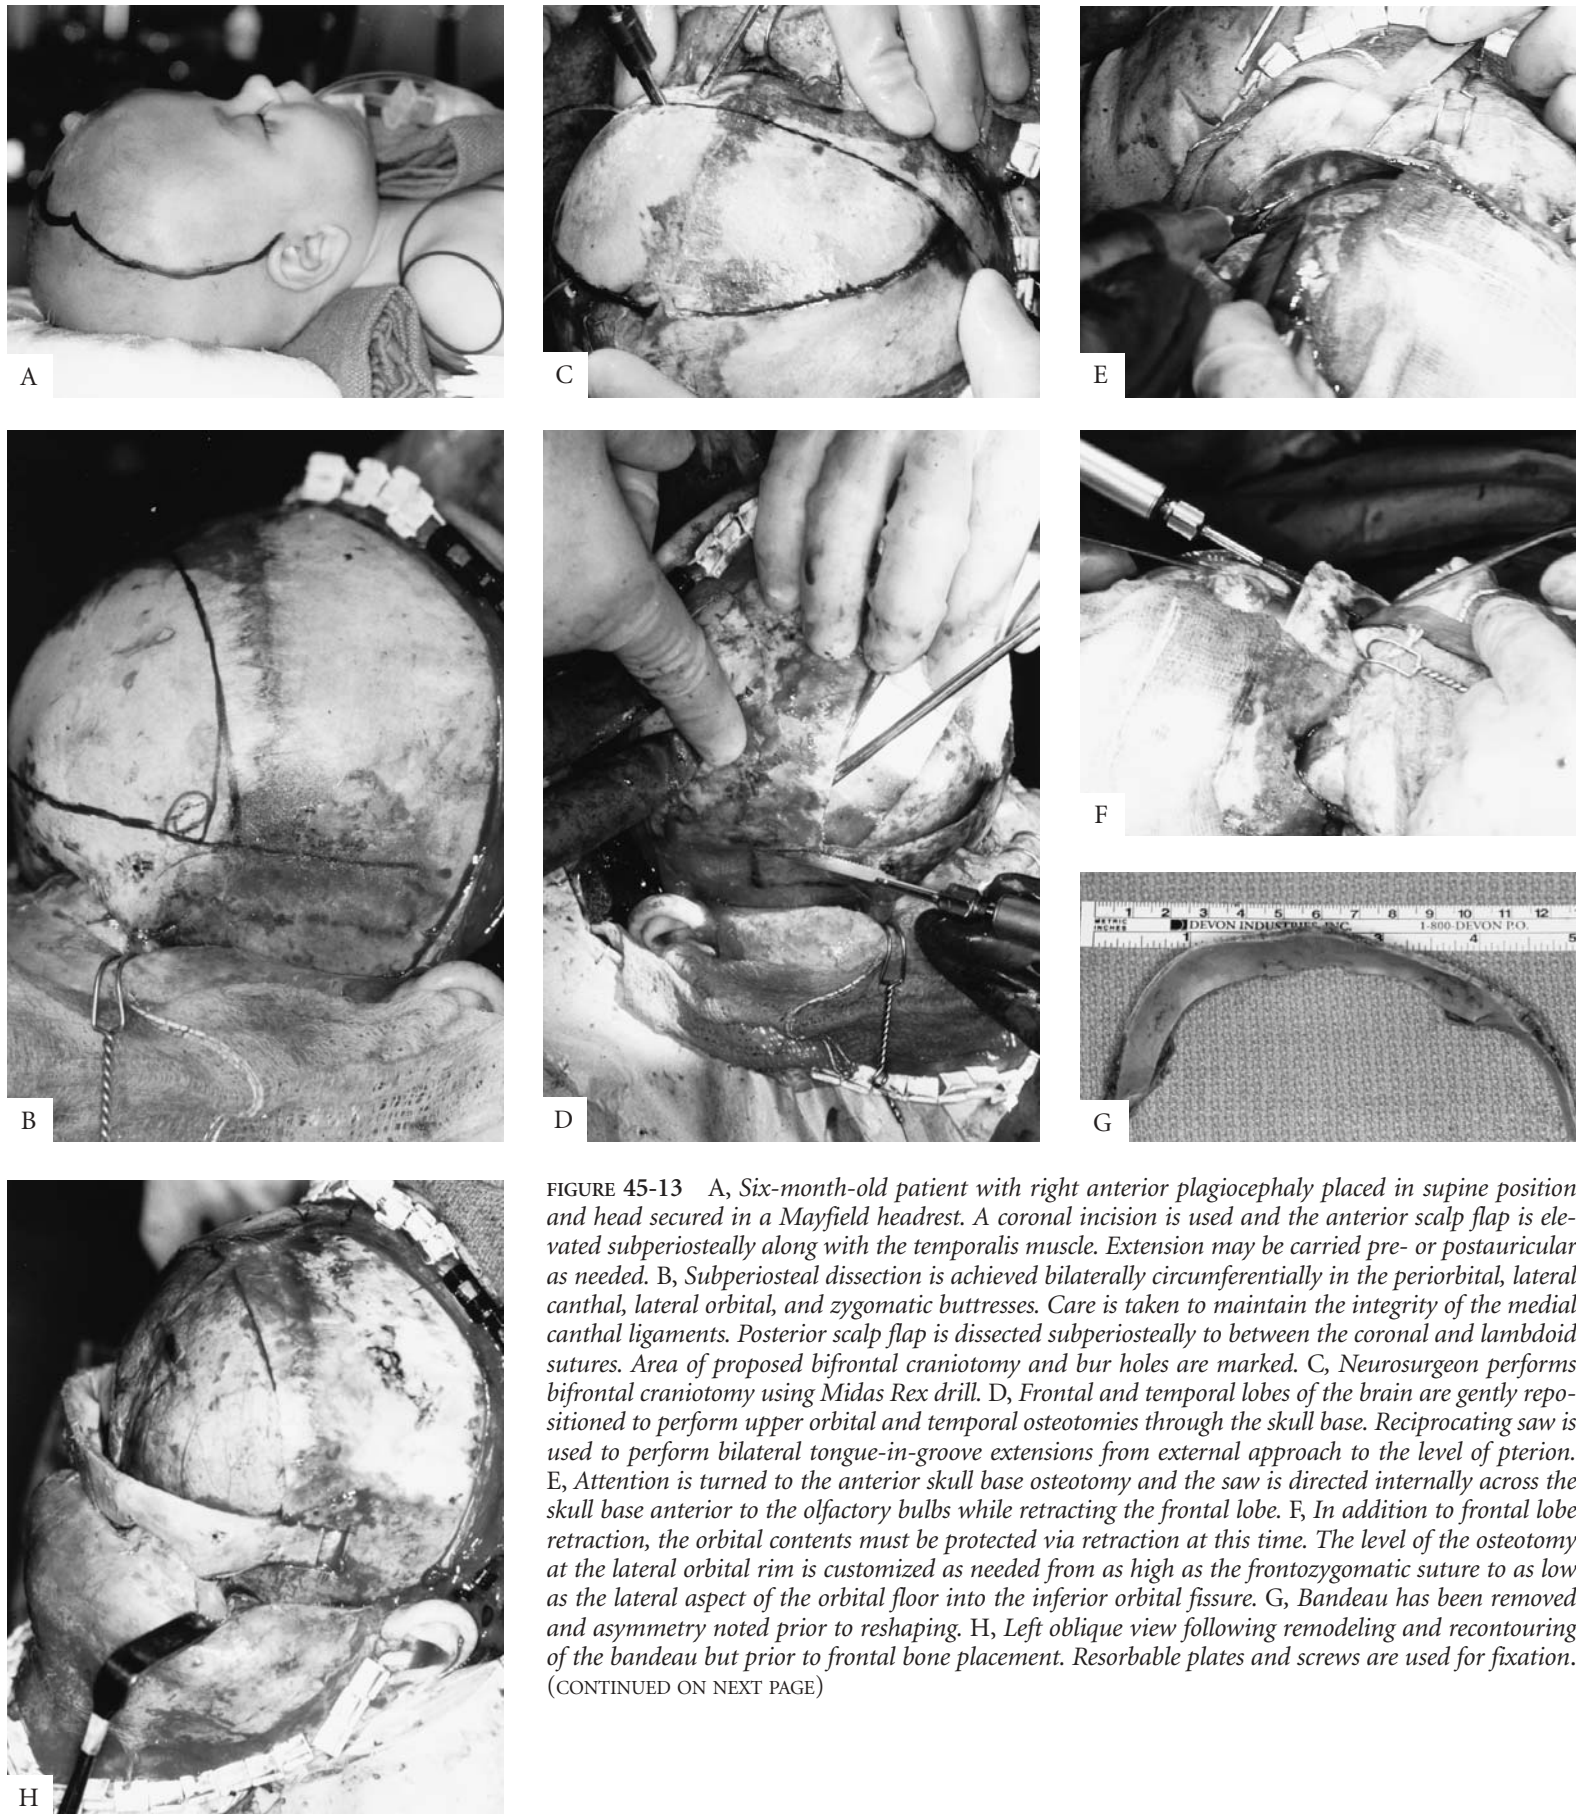 A
C
E
B
D
F
METRIC 1 2 3 4 5 6 7 8 9 10 11 12
INCHES DEVON INDUSTRIES, INC. 1-800-DEVON P.O.
1 3 4 5
G
H
FIGURE 45-13 A, Six-month-old patient with right anterior plagiocephaly placed in supine position
and head secured in a Mayfield headrest. A coronal incision is used and the anterior scalp flap is ele-
vated subperiosteally along with the temporalis muscle. Extension may be carried pre- or postauricular
as needed. B, Subperiosteal dissection is achieved bilaterally circumferentially in the periorbital, lateral
canthal, lateral orbital, and zygomatic buttresses. Care is taken to maintain the integrity of the medial
canthal ligaments. Posterior scalp flap is dissected subperiosteally to between the coronal and lambdoid
sutures. Area of proposed bifrontal craniotomy and bur holes are marked. C, Neurosurgeon performs
bifrontal craniotomy using Midas Rex drill. D, Frontal and temporal lobes of the brain are gently repo-
sitioned to perform upper orbital and temporal osteotomies through the skull base. Reciprocating saw is
used to perform bilateral tongue-in-groove extensions from external approach to the level of pterion.
E, Attention is turned to the anterior skull base osteotomy and the saw is directed internally across the
skull base anterior to the olfactory bulbs while retracting the frontal lobe. F, In addition to frontal lobe
retraction, the orbital contents must be protected via retraction at this time. The level of the osteotomy
at the lateral orbital rim is customized as needed from as high as the frontozygomatic suture to as low
as the lateral aspect of the orbital floor into the inferior orbital fissure. G, Bandeau has been removed
and asymmetry noted prior to reshaping. H, Left oblique view following remodeling and recontouring
of the bandeau but prior to frontal bone placement. Resorbable plates and screws are used for fixation.
(CONTINUED ON NEXT PAGE)